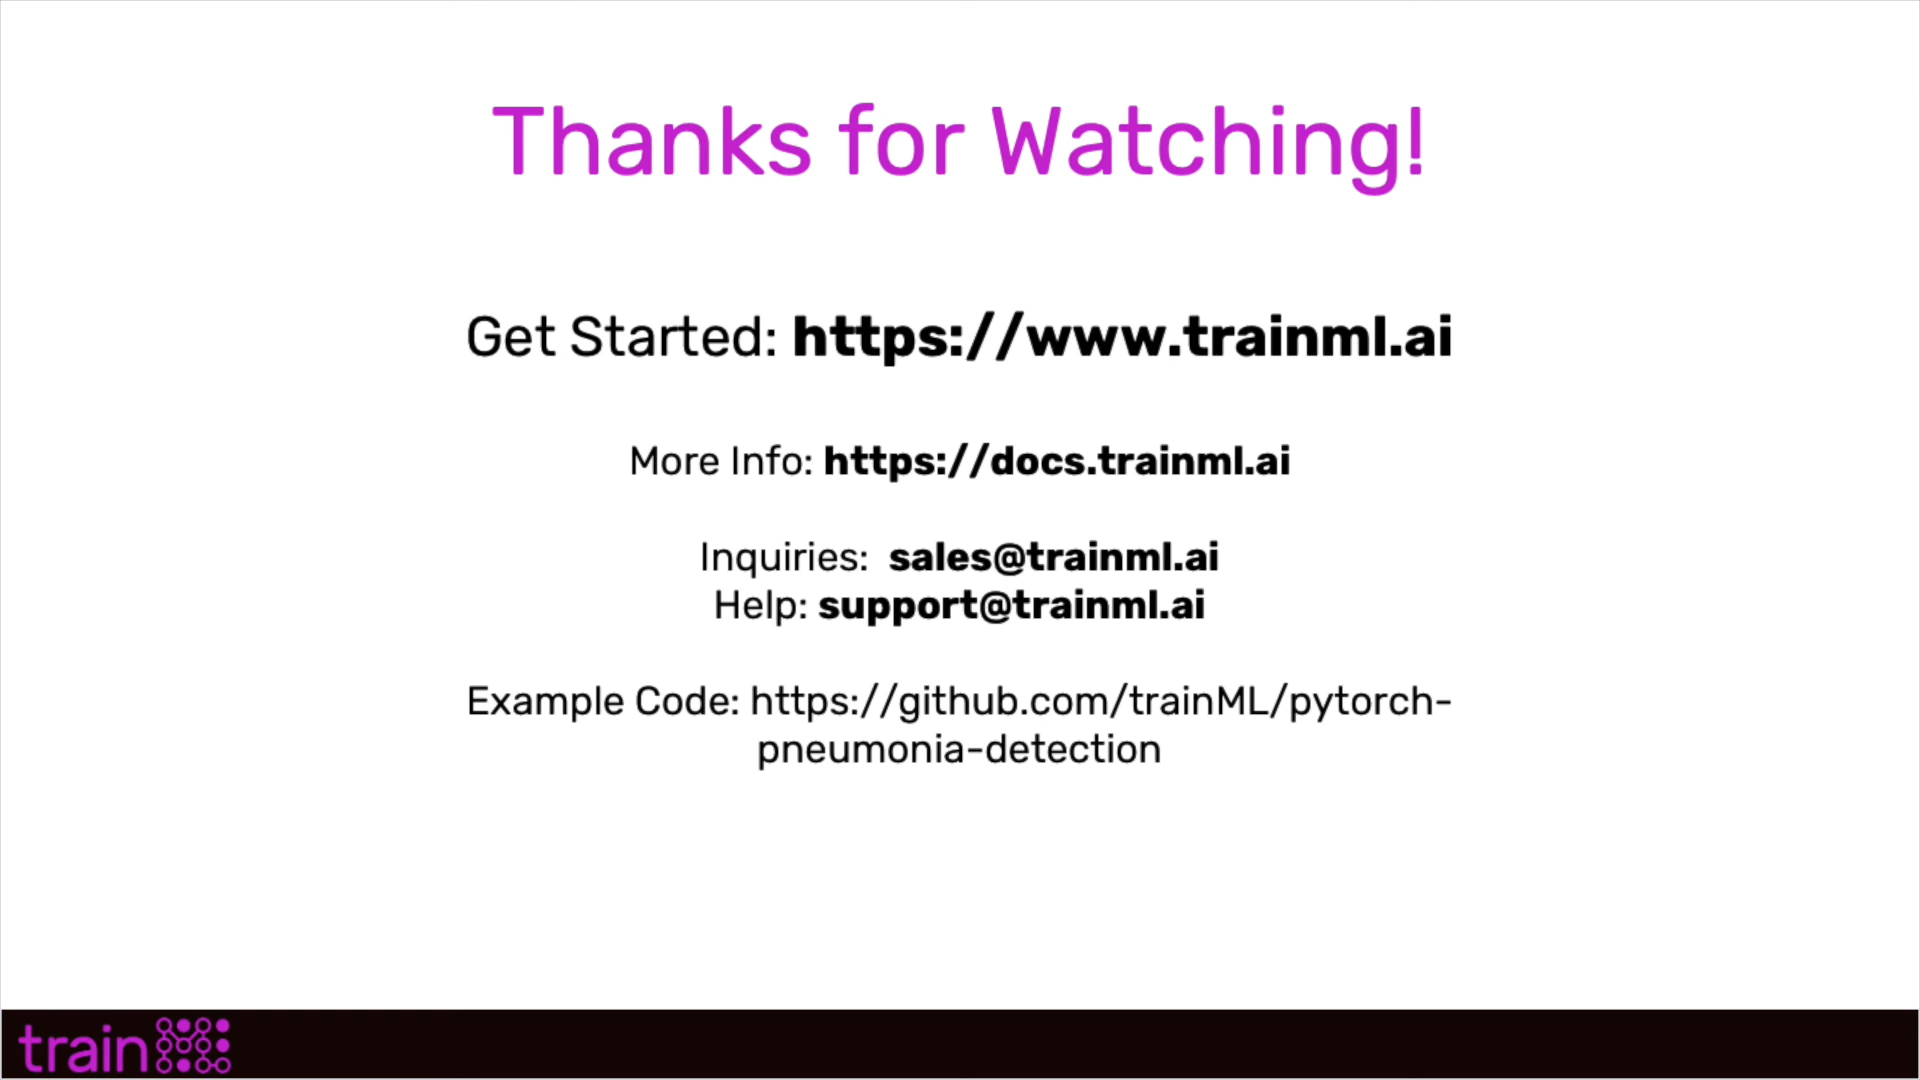 Thanks for Watching!
Get Started: https://www.trainml.ai
More Info: https://docs.trainml.ai
Inquiries:  sales@trainml.ai
Help: support@trainml.ai
Example Code: https://github.com/trainML/pytorch-
pneumonia-detection
train